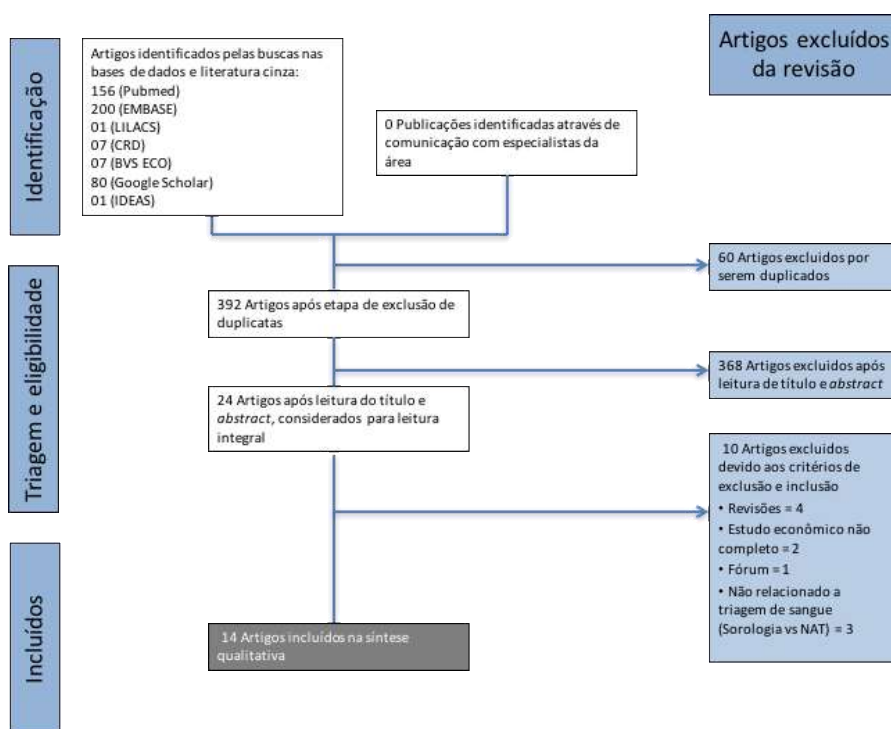 Identificação
Artigos identificados pelas buscas nas
bases de dados e literatura cinza:
156 (Pubmed)
200 (EMBASE)
01 (LILACS)
07 (CRD)
07 (BVS ECO)
80 (Google Scholar)
01 (IDEAS)
0 Publicações identificadas através de
comunicação com especialistas da
área
Artigos excluídos
da revisão
60 Artigos excluidos por
serem duplicados
Triagem e eligibilidade
392 Artigos após etapa de exclusão de
duplicatas
368 Artigos excluidos após
leitura de título e abstract
24 Artigos após leitura do título e
abstract, considerados para leitura
integral
10 Artigos excluidos
devido aos critérios de
exclusão e inclusão
• Revisões = 4
• Estudo econômico não
completo = 2
• Fórum = 1
• Não relacionado a
triagem de sangue
(Sorologia vs NAT) = 3
Incluídos
14 Artigos incluídos na síntese
qualitativa